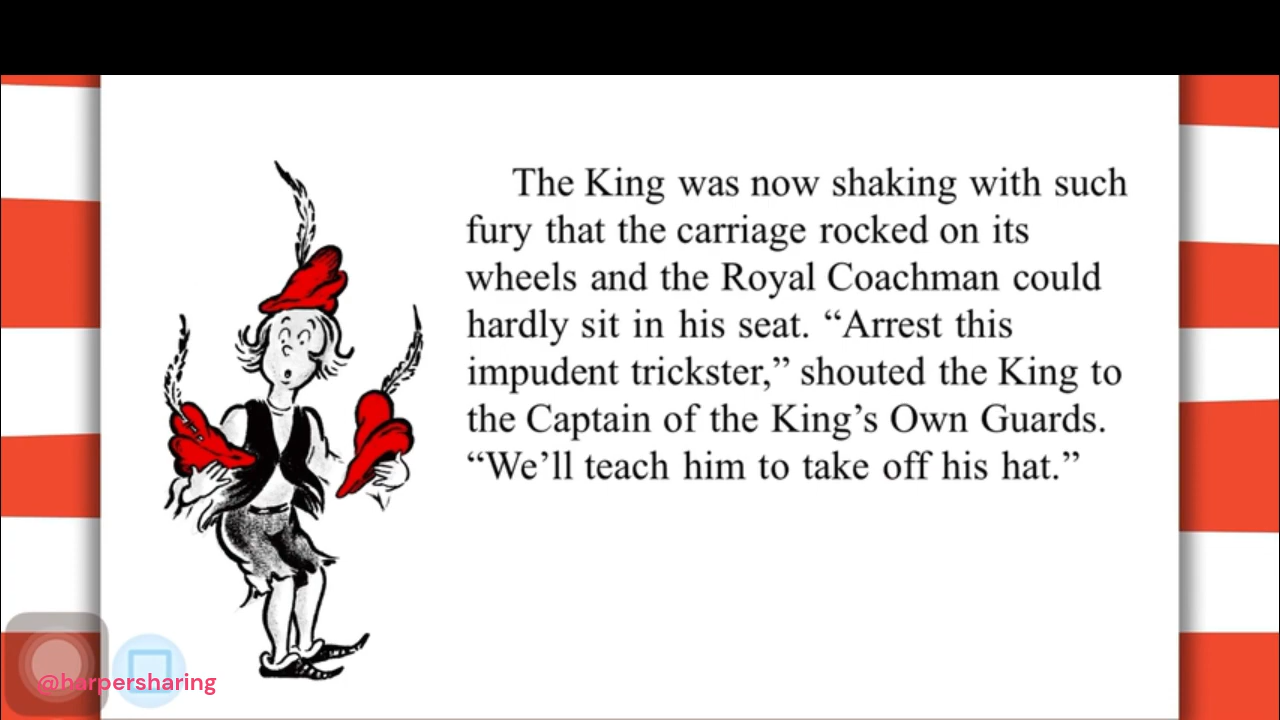 The King was now shaking with such
fury that the carriage rocked on its
wheels and the Royal Coachman could
hardly sit in his seat. “Arrest this
impudent trickster,” shouted the King to
the Captain of the King’s Own Guards.
“We’ll teach him to take off his hat.”
@harpersharing